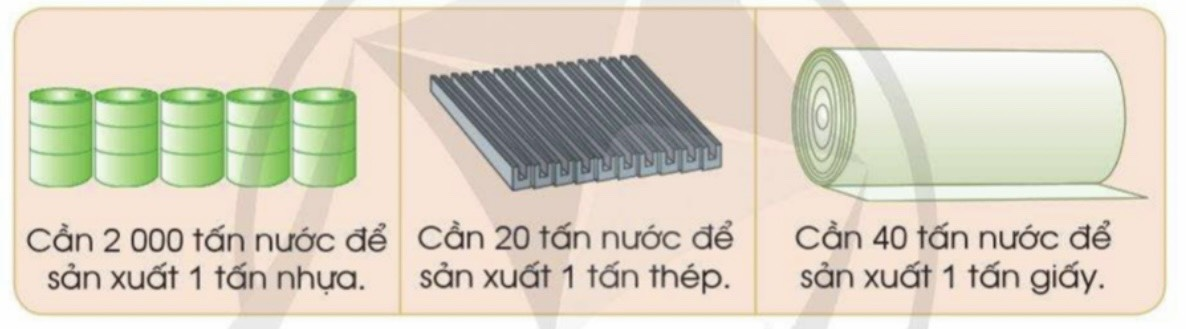 Cần 2 000 tấn nước để
sản xuất 1 tấn nhựa.
Cần 20 tấn nước để
sản xuất 1 tấn thép.
Cần 40 tấn nước để
sản xuất 1 tấn giấy.